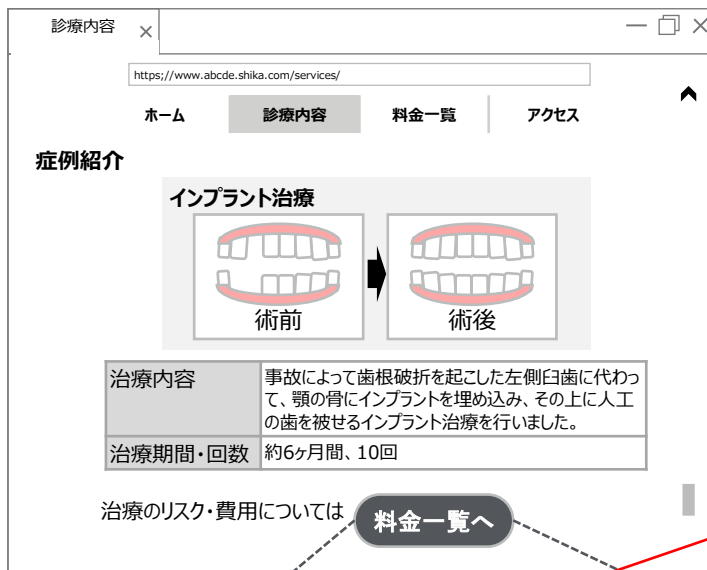 診療内容
https;//www.abcde.shika.com/services/
ホーム 診療内容 料金一覧 アクセス
症例紹介
インプラント治療
術前 術後
治療内容 事故によって歯根破折を起こした左側臼歯に代わっ
て、顎の骨にインプラントを埋め込み、その上に人工
の歯を被せるインプラント治療を行いました。
治療期間・回数 約6ヶ月間、10回
治療のリスク・費用については 料金一覧へ